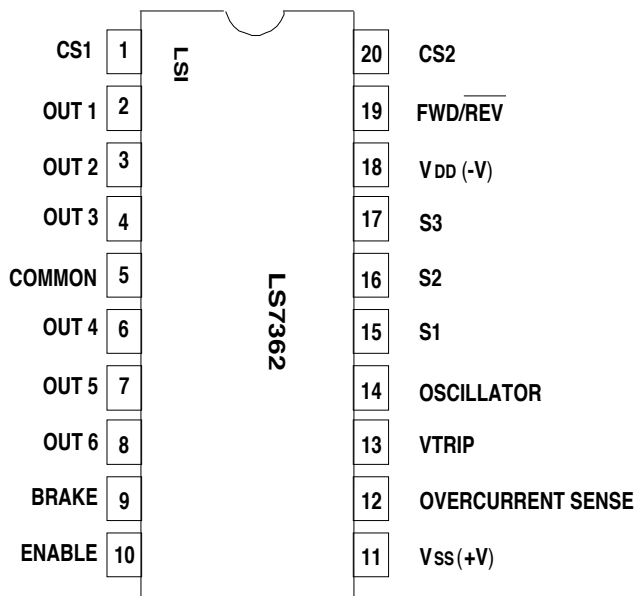 CS1 1 LSI 20 CS2
OUT 1 2 19 FWD/REV
OUT 2 3 18 VDD (-V)
OUT 3 4 17 S3
COMMON 5 LS7362 16 S2
OUT 4 6 15 S1
OUT 5 7 14 OSCILLATOR
OUT 6 8 13 VTRIP
BRAKE 9 12 OVERCURRENT SENSE
ENABLE 10 11 VSS (+V)